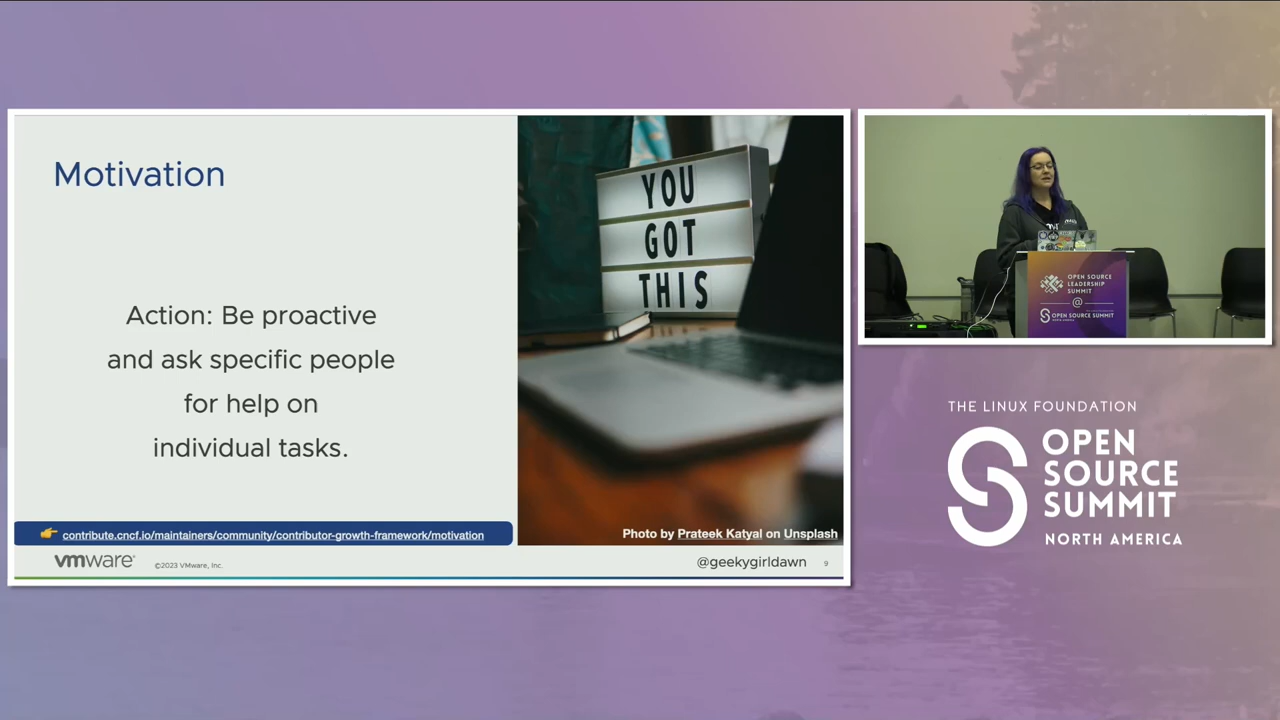 Motivation
Action: Be proactive
and ask specific people
for help on
individual tasks.
contribute.cncf.io/maintainers/community/contributor-growth-framework/motivation
YOU
GOT
THIS
Photo by Prateek Katyal on Unsplash
vmware®
©2023 VMware, Inc.
@geekygirldawn
9
OPEN SOURCE
LEADERSHIP
SUMMIT
@
OPEN SOURCE SUMMIT
NORTH AMERICA
THE LINUX FOUNDATION
OPEN
SOURCE
SUMMIT
NORTH AMERICA